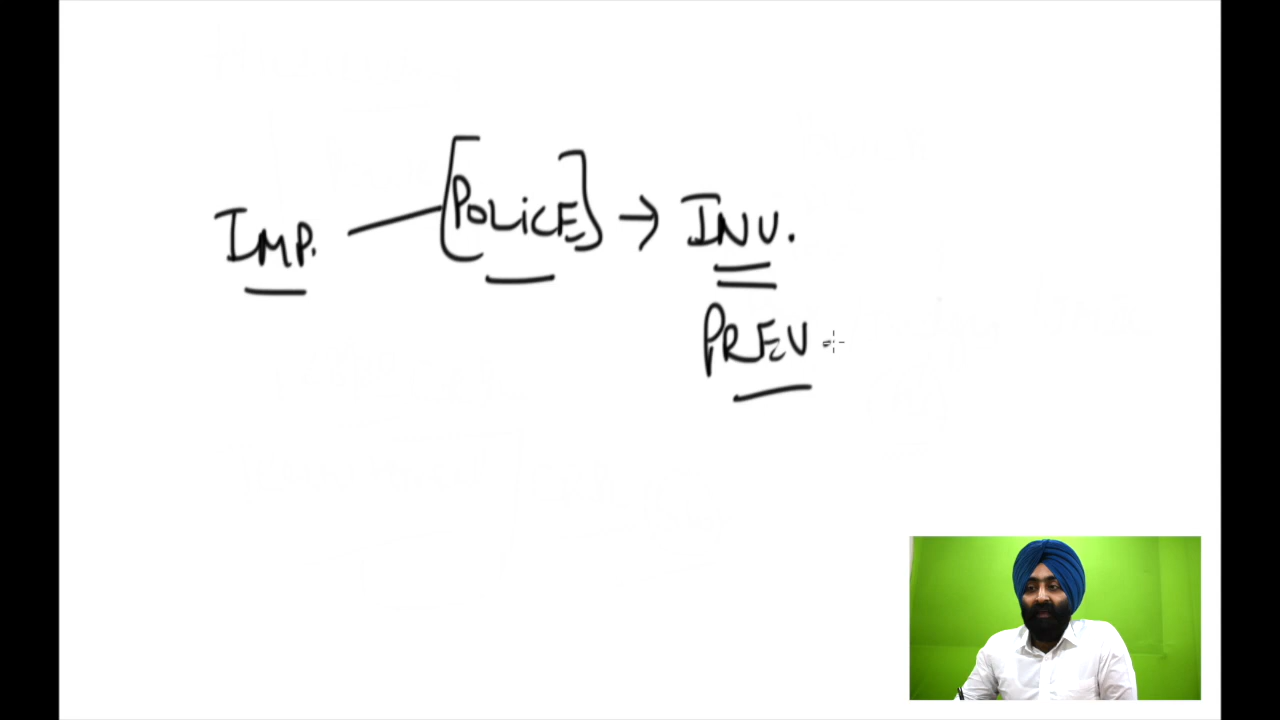 IMP. — [POLICE] → INV.
PREV.